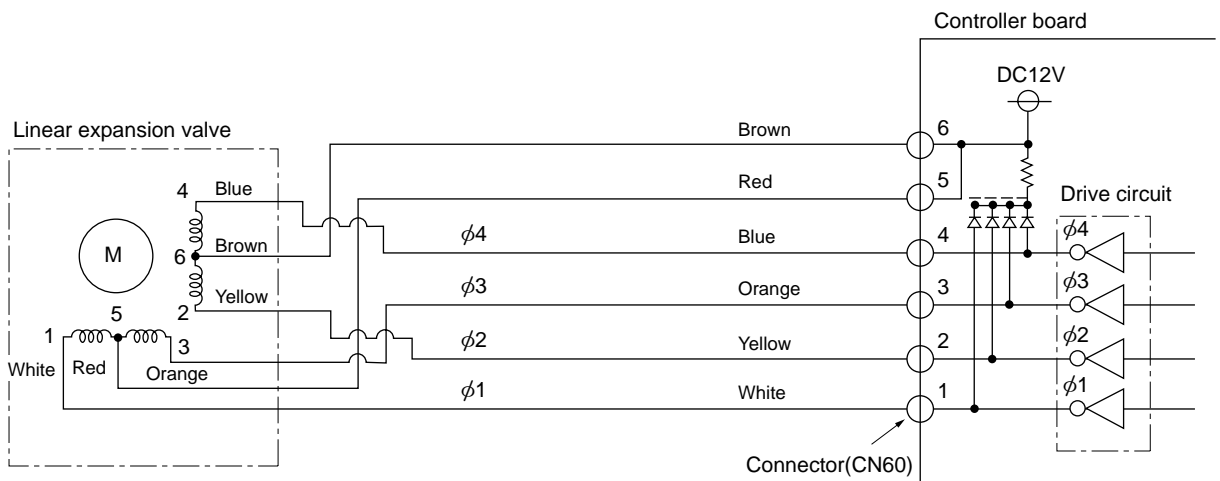 Controller board
DC12V
Linear expansion valve
Brown
6
4
Blue
Red
5
Drive circuit
M
6
Brown
ϕ4
Blue
4
ϕ4
2
Yellow
ϕ3
Orange
3
ϕ3
1
5
3
ϕ2
Yellow
2
ϕ2
White
Red
Orange
ϕ1
White
1
ϕ1
Connector(CN60)